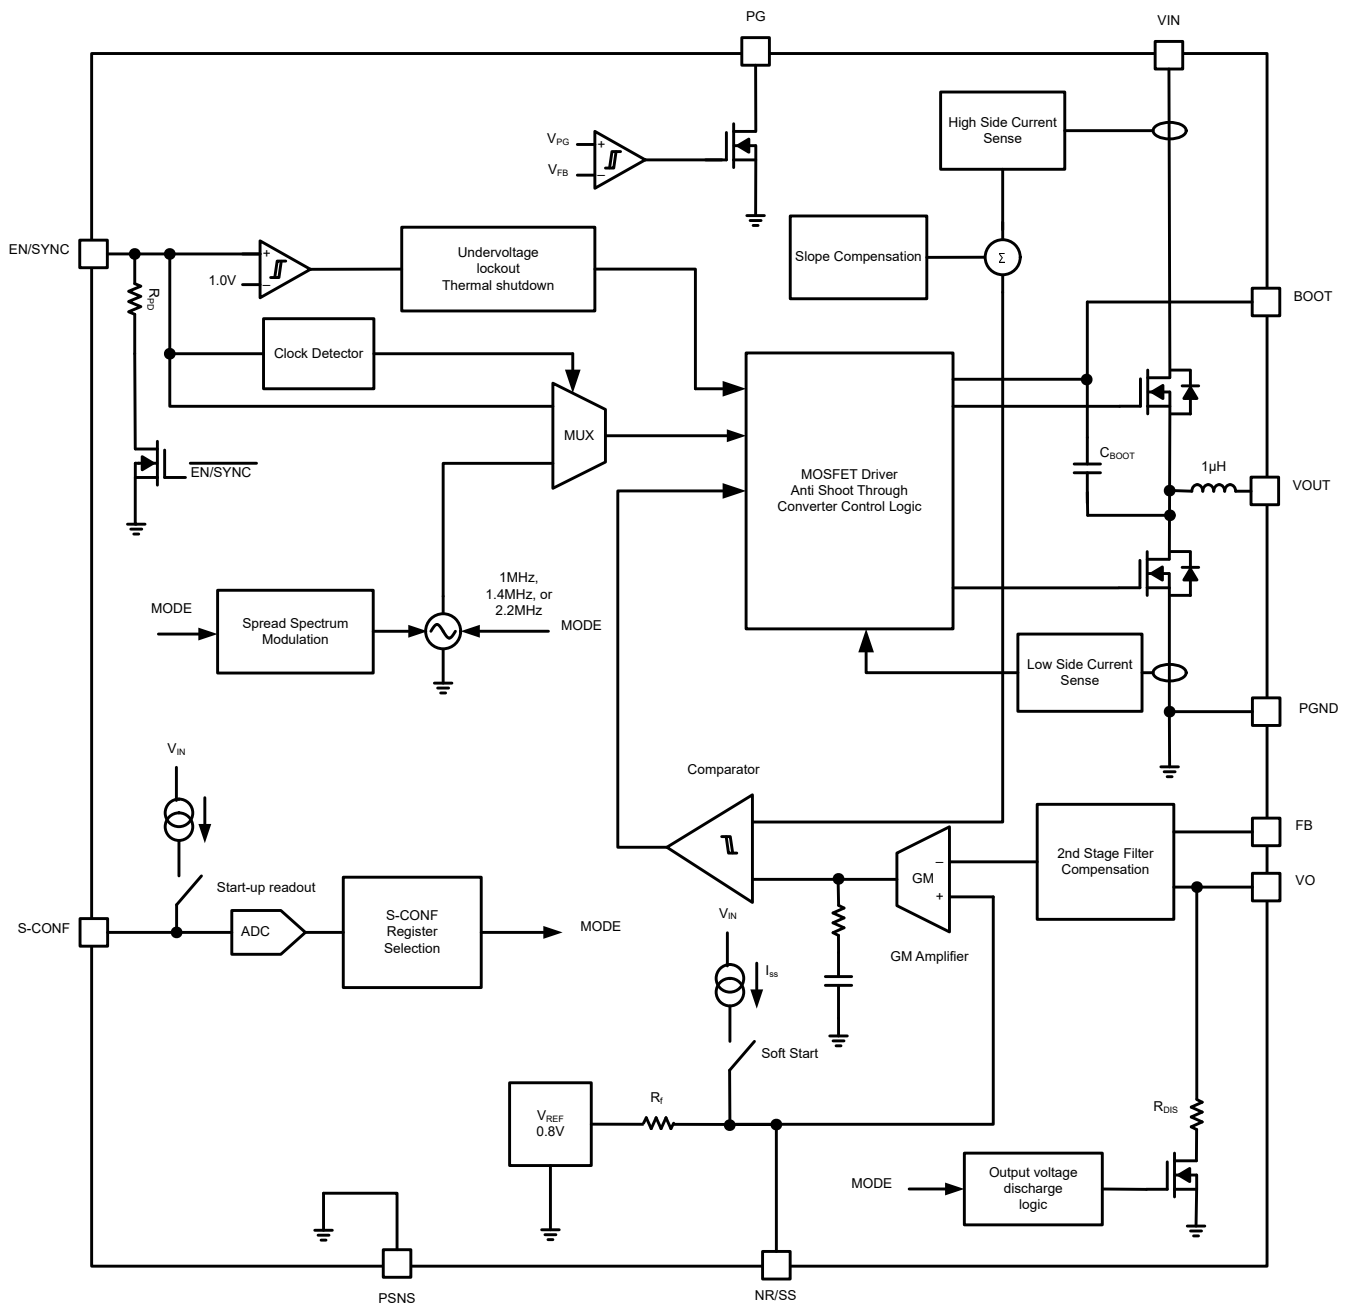 PG
VIN
High Side Current
Sense
VPG
+
VFB
–
EN/SYNC
+
1.0V
–
RPD
Undervoltage
lockout
Thermal shutdown
Slope Compensation
Σ
BOOT
Clock Detector
MUX
EN/SYNC
MOSFET Driver
Anti Shoot Through
Converter Control Logic
CBOOT
1µH
VOUT
MODE
Spread Spectrum
Modulation
1MHz,
1.4MHz, or
2.2MHz
MODE
Low Side Current
Sense
PGND
VIN
Comparator
Start-up readout
S-CONF
ADC
S-CONF
Register
Selection
MODE
VIN
Iss
Soft Start
GM
–
+
GM Amplifier
2nd Stage Filter
Compensation
FB
VO
VREF
0.8V
Rf
RDIS
MODE
Output voltage
discharge
logic
PSNS
NR/SS